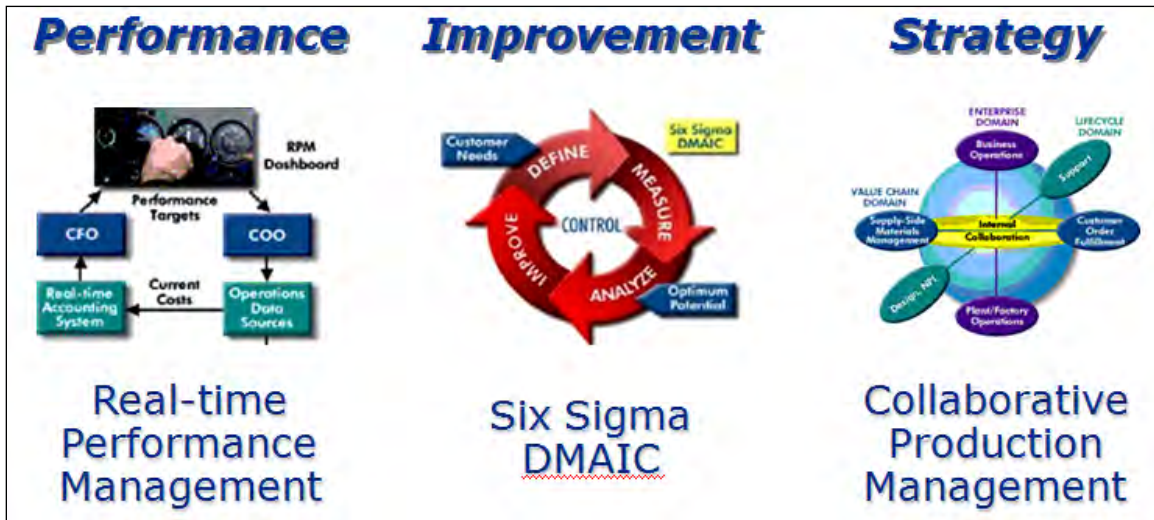 Performance
RPM
Dashboard
Performance
Targets
CFO
COO
Real-time
Accounting
System
Current
Costs
Operations
Data
Sources
Real-time
Performance
Management
Improvement
Customer
Needs
Six Sigma
DMAIC
DEFINE
MEASURE
CONTROL
IMPROVE
ANALYZE
Optimum
Potential
Six Sigma
DMAIC
Strategy
ENTERPRISE
DOMAIN
LIFECYCLE
DOMAIN
Business
Operations
Support
VALUE CHAIN
DOMAIN
Supply-Side
Materials
Management
Internal
Collaboration
Customer
Order
Fulfillment
Design, NPI
Plant/Factory
Operations
Collaborative
Production
Management